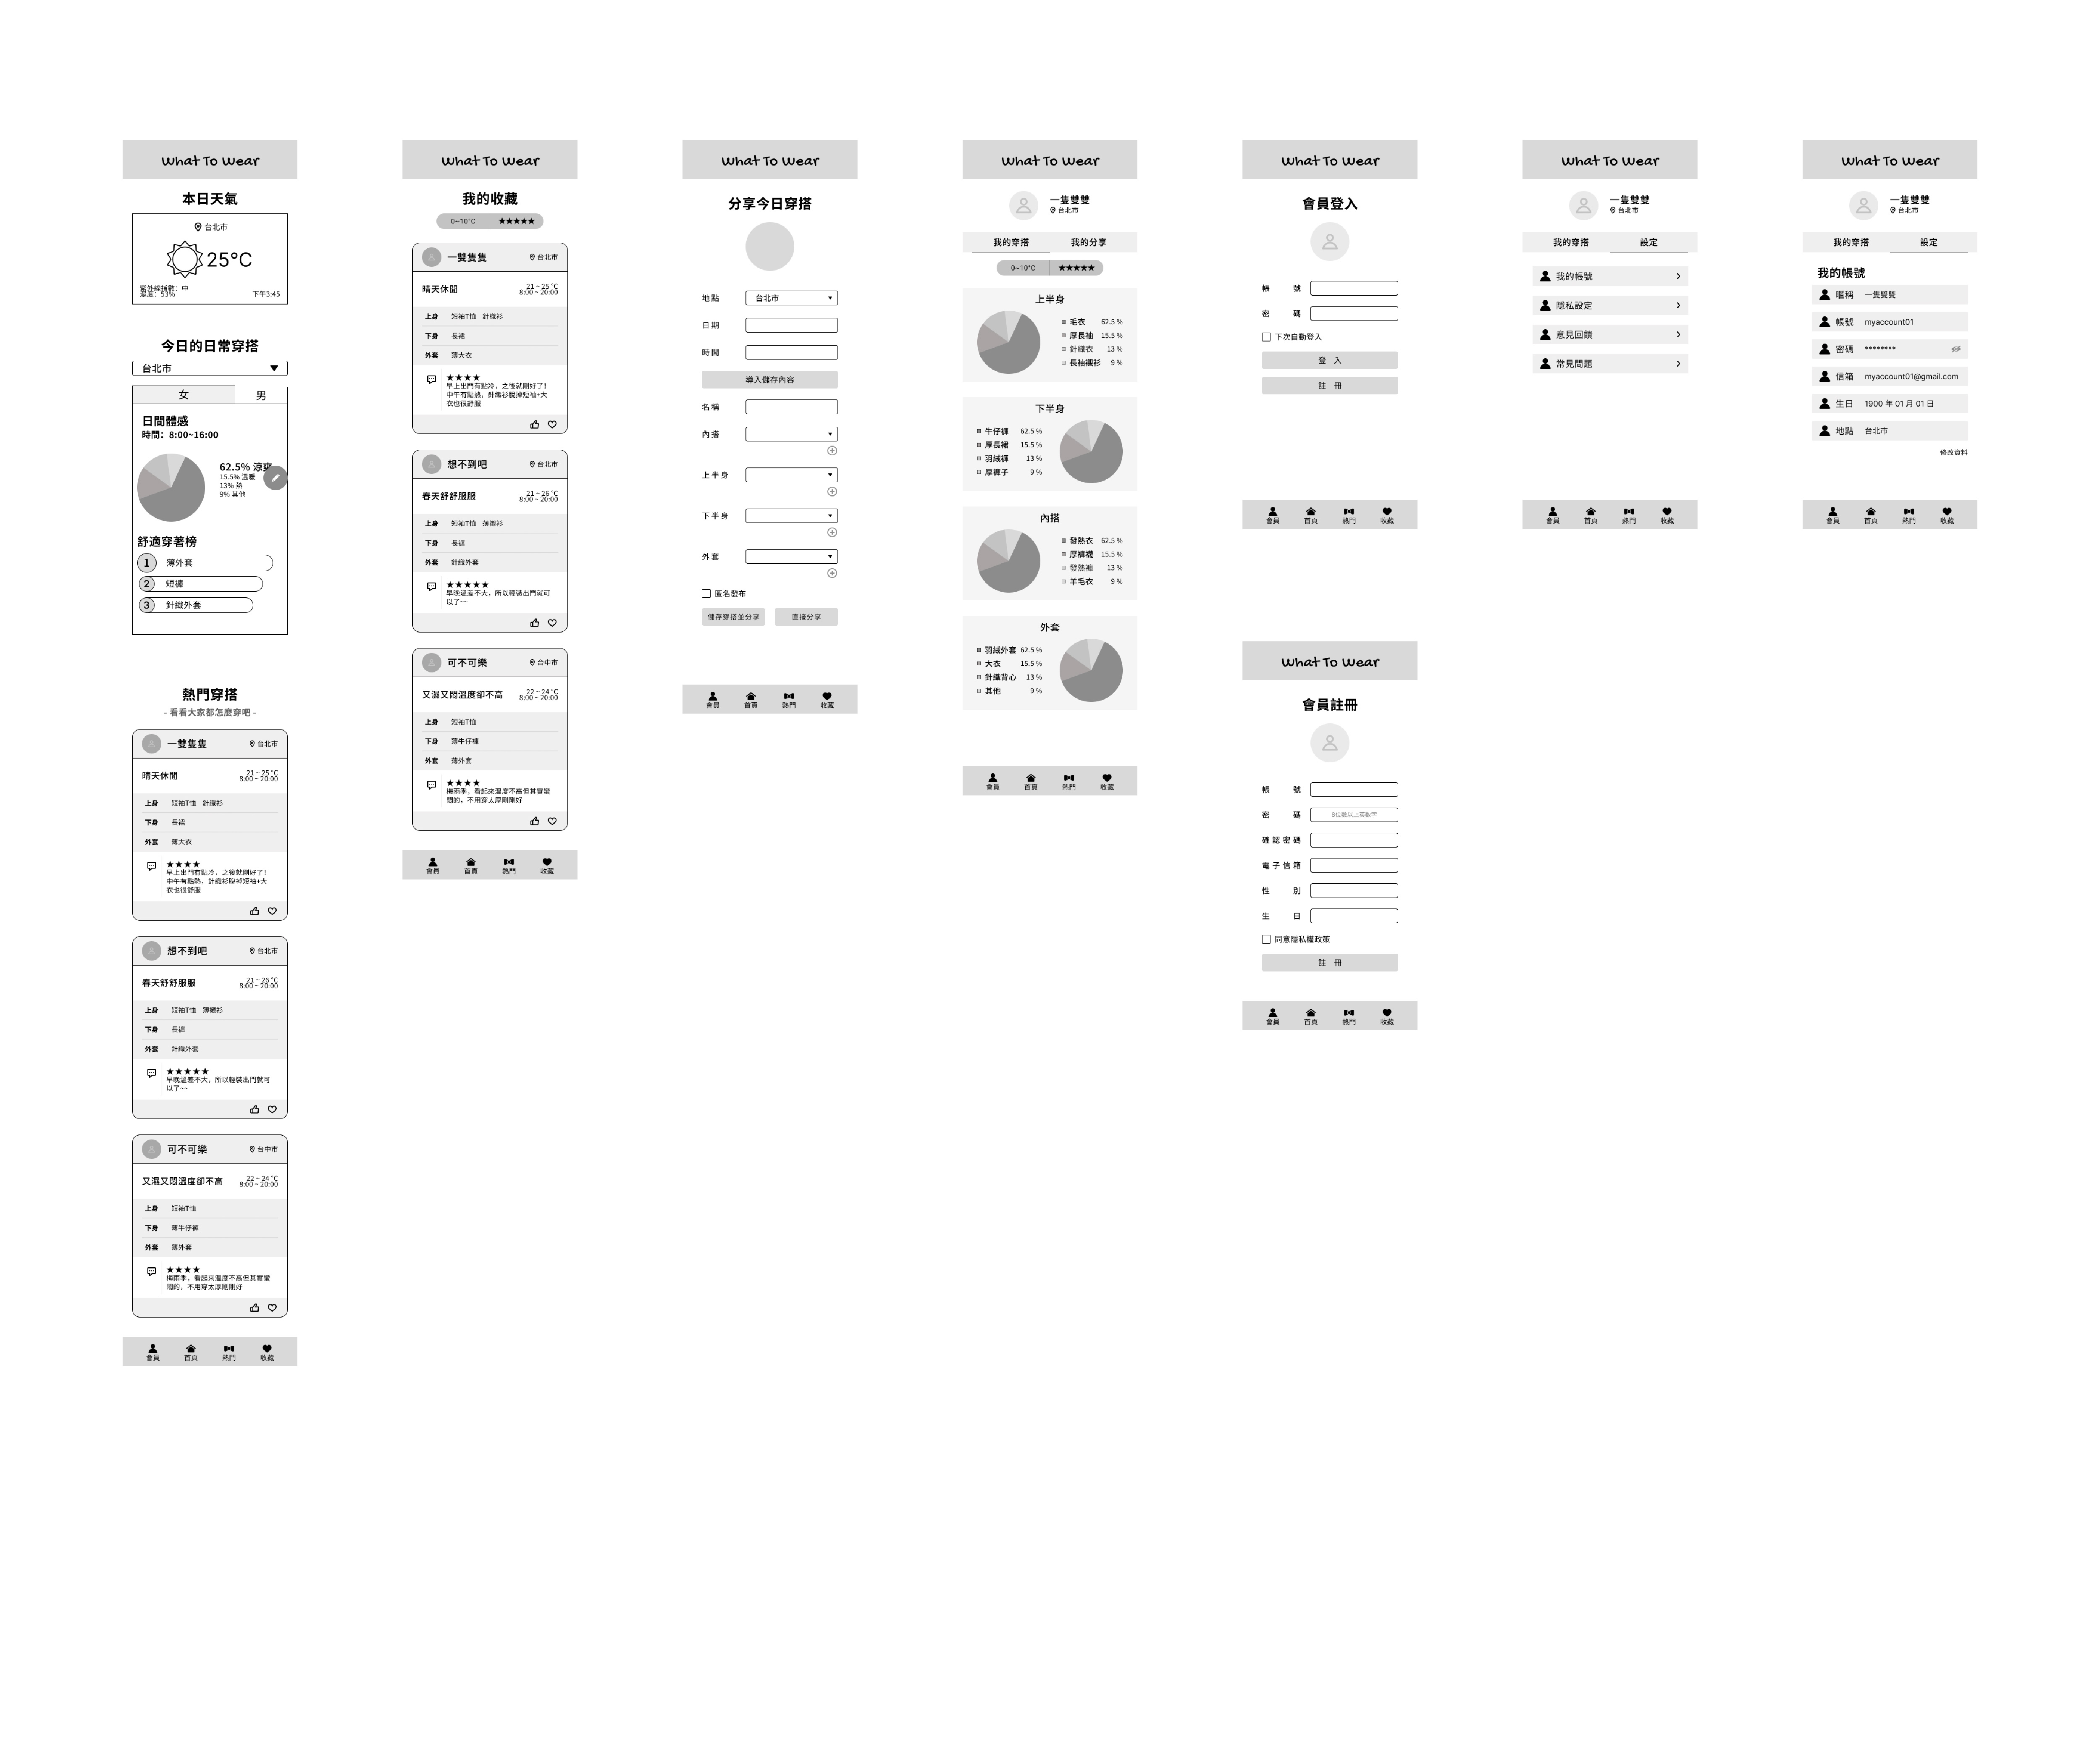 What To Wear
本日天氣
台北市
25°C
紫外線指數：中
濕度：53%
下午3:45
今日的日常穿搭
台北市
女 男
日間體感
時間：8:00~16:00
62.5% 涼爽
15.5% 溫暖
13% 熱
9% 其他
舒適穿著榜
1 薄外套
2 短褲
3 針織外套
熱門穿搭
- 看看大家都怎麼穿吧 -
一雙隻隻 台北市
晴天休閒 21 ~ 25 °C
8:00 ~ 20:00
上身 短袖T恤 針織衫
下身 長裙
外套 薄大衣
★★★★
早上出門有點冷，之後就剛好了！
中午有點熱，針織衫脫掉短袖+大
衣也很舒服
想不到吧 台北市
春天舒舒服服 21 ~ 26 °C
8:00 ~ 20:00
上身 短袖T恤 薄襯衫
下身 長褲
外套 針織外套
★★★★★
早晚溫差不大，所以輕裝出門就可
以了~~
可不可樂 台中市
又濕又悶溫度卻不高 22 ~ 24 °C
8:00 ~ 20:00
上身 短袖T恤
下身 薄牛仔褲
外套 薄外套
★★★★
梅雨季，看起來溫度不高但其實蠻
悶的，不用穿太厚剛剛好
會員 首頁 熱門 收藏
What To Wear
我的收藏
0~10°C ★★★★★
一雙隻隻 台北市
晴天休閒 21 ~ 25 °C
8:00 ~ 20:00
上身 短袖T恤 針織衫
下身 長裙
外套 薄大衣
★★★★
早上出門有點冷，之後就剛好了！
中午有點熱，針織衫脫掉短袖+大
衣也很舒服
想不到吧 台北市
春天舒舒服服 21 ~ 26 °C
8:00 ~ 20:00
上身 短袖T恤 薄襯衫
下身 長褲
外套 針織外套
★★★★★
早晚溫差不大，所以輕裝出門就可
以了~~
可不可樂 台中市
又濕又悶溫度卻不高 22 ~ 24 °C
8:00 ~ 20:00
上身 短袖T恤
下身 薄牛仔褲
外套 薄外套
★★★★
梅雨季，看起來溫度不高但其實蠻
悶的，不用穿太厚剛剛好
會員 首頁 熱門 收藏
What To Wear
分享今日穿搭
地點 台北市
日期
時間
導入儲存內容
名稱
內搭
上半身
下半身
外套
匿名發布
儲存穿搭並分享 直接分享
會員 首頁 熱門 收藏
What To Wear
一隻雙雙
台北市
我的穿搭 我的分享
0~10°C ★★★★★
上半身
毛衣 62.5 %
厚長袖 15.5 %
針織衣 13 %
長袖襯衫 9 %
下半身
牛仔褲 62.5 %
厚長裙 15.5 %
羽絨褲 13 %
厚褲子 9 %
內搭
發熱衣 62.5 %
厚褲襪 15.5 %
發熱褲 13 %
羊毛衣 9 %
外套
羽絨外套 62.5 %
大衣 15.5 %
針織背心 13 %
其他 9 %
會員 首頁 熱門 收藏
What To Wear
會員登入
帳號
密碼
下次自動登入
登 入
註 冊
會員 首頁 熱門 收藏
What To Wear
會員註冊
帳號
密碼 8位數以上英數字
確認密碼
電子信箱
性別
生日
同意隱私權政策
註 冊
會員 首頁 熱門 收藏
What To Wear
一隻雙雙
台北市
我的穿搭 設定
我的帳號
隱私設定
意見回饋
常見問題
會員 首頁 熱門 收藏
What To Wear
一隻雙雙
台北市
我的穿搭 設定
我的帳號
暱稱 一隻雙雙
帳號 myaccount01
密碼 ********
信箱 myaccount01@gmail.com
生日 1900 年 01 月 01 日
地點 台北市
修改資料
會員 首頁 熱門 收藏